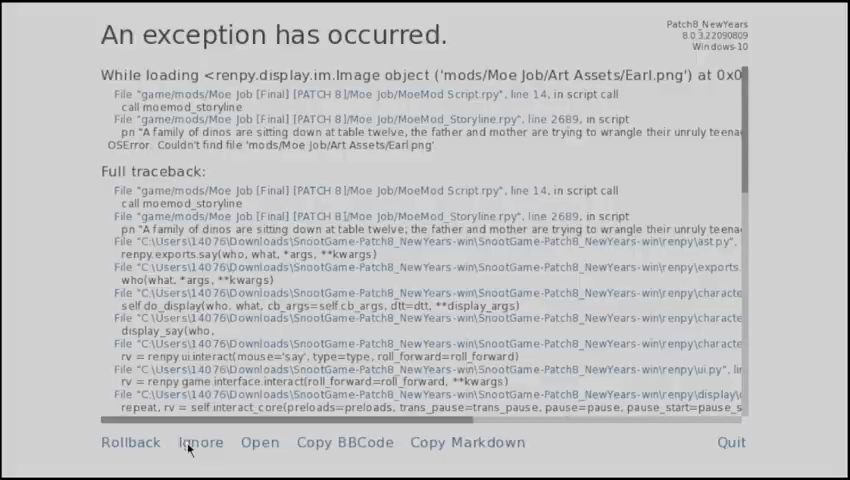 An exception has occurred.
Patch8_NewYears
8.0.3.22090809
Windows-10
While loading <renpy.display.im.Image object ('mods/Moe Job/Art Assets/Earl.png') at 0x0
File "game/mods/Moe Job [Final] [PATCH 8]/Moe Job/MoeMod Script.rpy", line 14, in script call
call moemod_storyline
File "game/mods/Moe Job [Final] [PATCH 8]/Moe Job/MoeMod_Storyline.rpy", line 2689, in script
pn "A family of dinos are sitting down at table twelve, the father and mother are trying to wrangle their unruly teena
OSError: Couldn't find file 'mods/Moe Job/Art Assets/Earl.png'
Full traceback:
File "game/mods/Moe Job [Final] [PATCH 8]/Moe Job/MoeMod Script.rpy", line 14, in script call
call moemod_storyline
File "game/mods/Moe Job [Final] [PATCH 8]/Moe Job/MoeMod_Storyline.rpy", line 2689, in script
pn "A family of dinos are sitting down at table twelve, the father and mother are trying to wrangle their unruly teena
File "C:\Users\14076\Downloads\SnootGame-Patch8_NewYears-win\SnootGame-Patch8_NewYears-win\renpy\ast.py",
renpy.exports.say(who, what, *args, **kwargs)
File "C:\Users\14076\Downloads\SnootGame-Patch8_NewYears-win\SnootGame-Patch8_NewYears-win\renpy\exports.
who(what, *args, **kwargs)
File "C:\Users\14076\Downloads\SnootGame-Patch8_NewYears-win\SnootGame-Patch8_NewYears-win\renpy\characte
self.do_display(who, what, cb_args=self.cb_args, dtt=dtt, **display_args)
File "C:\Users\14076\Downloads\SnootGame-Patch8_NewYears-win\SnootGame-Patch8_NewYears-win\renpy\characte
display_say(who,
File "C:\Users\14076\Downloads\SnootGame-Patch8_NewYears-win\SnootGame-Patch8_NewYears-win\renpy\characte
rv = renpy.ui.interact(mouse='say', type=type, roll_forward=roll_forward)
File "C:\Users\14076\Downloads\SnootGame-Patch8_NewYears-win\SnootGame-Patch8_NewYears-win\renpy\ui.py", lin
rv = renpy.game.interface.interact(roll_forward=roll_forward, **kwargs)
File "C:\Users\14076\Downloads\SnootGame-Patch8_NewYears-win\SnootGame-Patch8_NewYears-win\renpy\display\
repeat, rv = self.interact_core(preloads=preloads, trans_pause=trans_pause, pause=pause, pause_start=pause_s
Rollback Ignore Open Copy BBCode Copy Markdown Quit